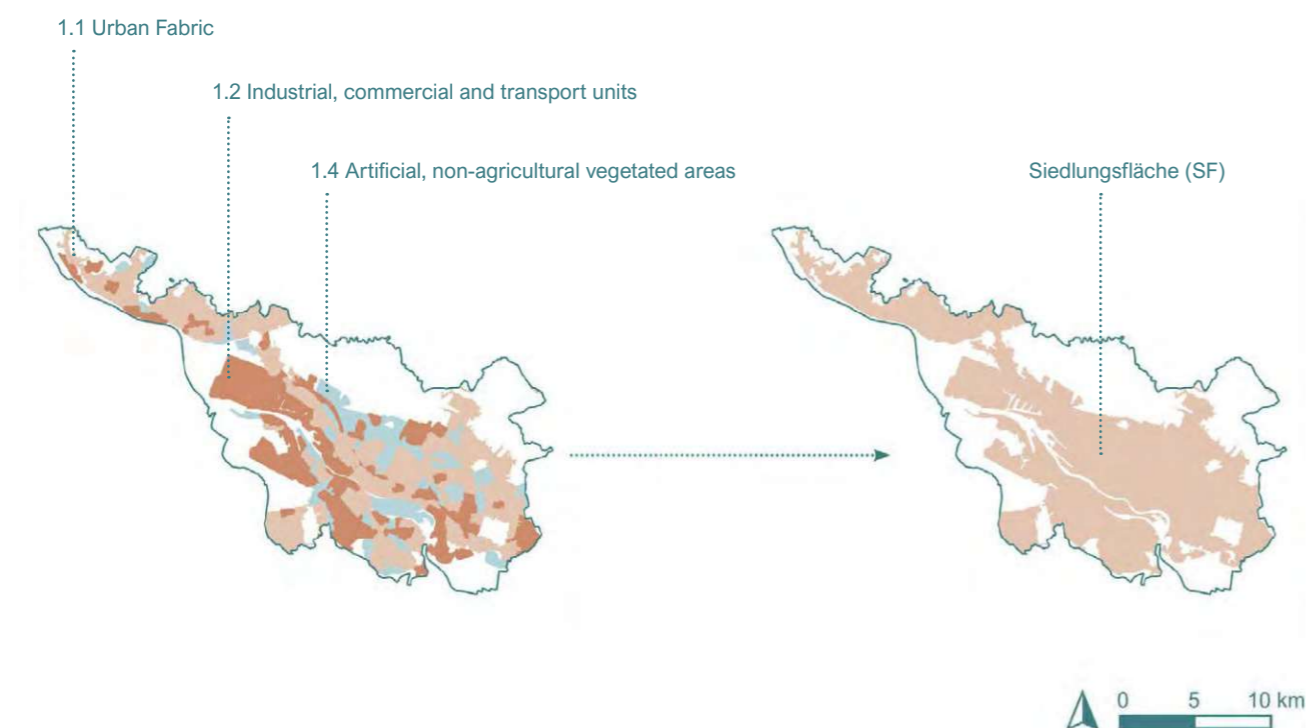 1.1 Urban Fabric
1.2 Industrial, commercial and transport units
1.4 Artificial, non-agricultural vegetated areas
Siedlungsfläche (SF)
0 5 10 km